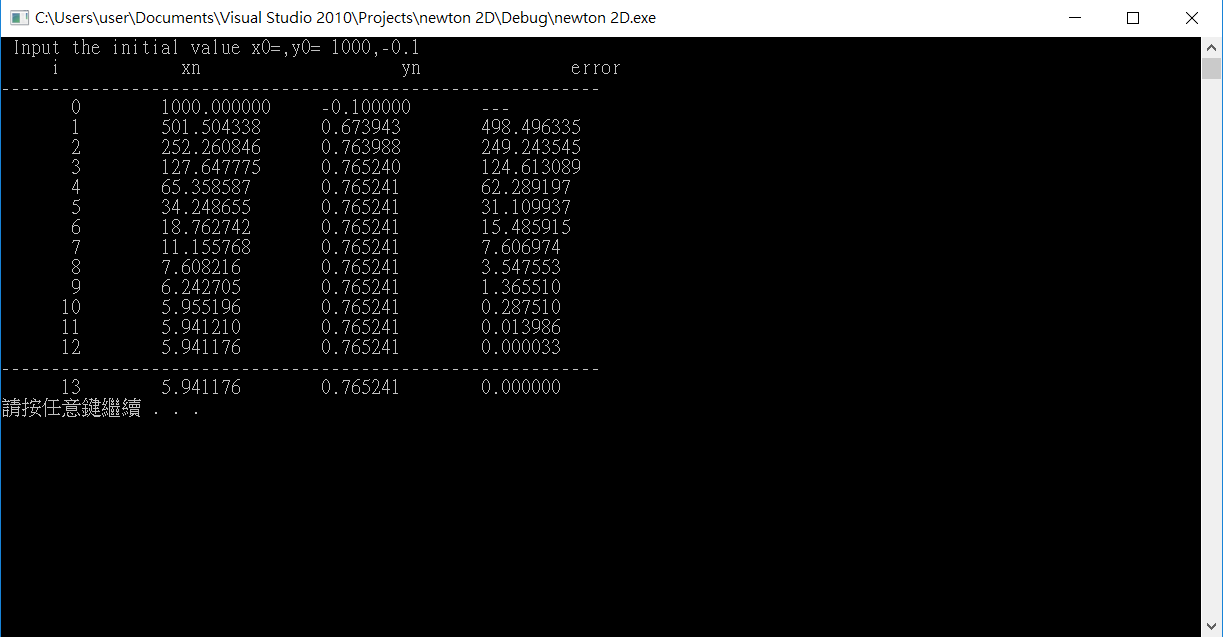 C:\Users\user\Documents\Visual Studio 2010\Projects\newton 2D\Debug\newton 2D.exe
Input the initial value x0=,y0= 1000,-0.1
i xn yn error
------------------------------------------------------------
0 1000.000000 -0.100000 ---
1 501.504338 0.673943 498.496335
2 252.260846 0.763988 249.243545
3 127.647775 0.765240 124.613089
4 65.358587 0.765241 62.289197
5 34.248655 0.765241 31.109937
6 18.762742 0.765241 15.485915
7 11.155768 0.765241 7.606974
8 7.608216 0.765241 3.547553
9 6.242705 0.765241 1.365510
10 5.955196 0.765241 0.287510
11 5.941210 0.765241 0.013986
12 5.941176 0.765241 0.000033
------------------------------------------------------------
13 5.941176 0.765241 0.000000
請按任意鍵繼續 . . .